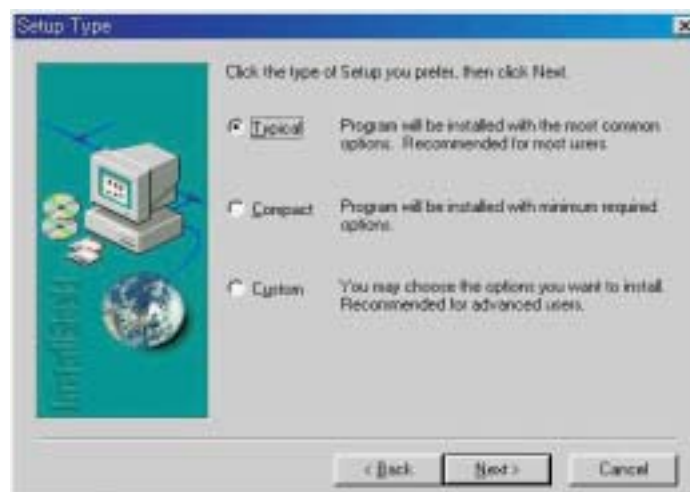 Setup Type
Click the type of Setup you prefer, then click Next.
Typical
Program will be installed with the most common
options. Recommended for most users.
Compact
Program will be installed with minimum required
options.
Custom
You may choose the options you want to install.
Recommended for advanced users.
InstallShield
< Back
Next >
Cancel